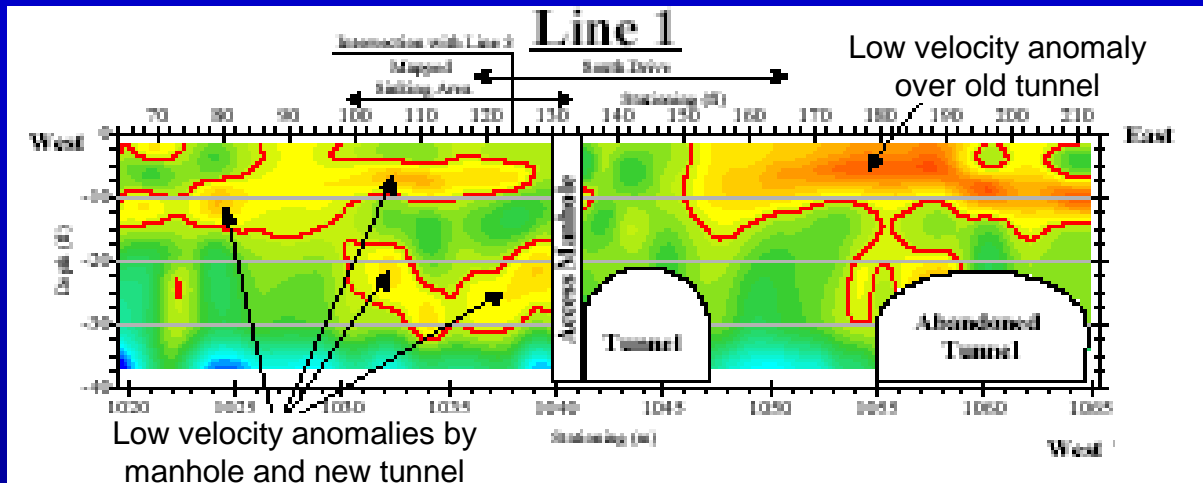 Line 1
Intersection with Line
Mapped
South Drive
Sinking Area
Stationing (ft)
Low velocity anomaly
over old tunnel
70 80 90 100 110 120 130 140 150 160 170 180 190 200 210
West
East
0
-10
-20
-30
-40
Depth (ft)
Access Manhole
Tunnel
Abandoned
Tunnel
1020 1025 1030 1035 1040 1045 1050 1055 1060 1065
Stationing (m)
Low velocity anomalies by
manhole and new tunnel
West